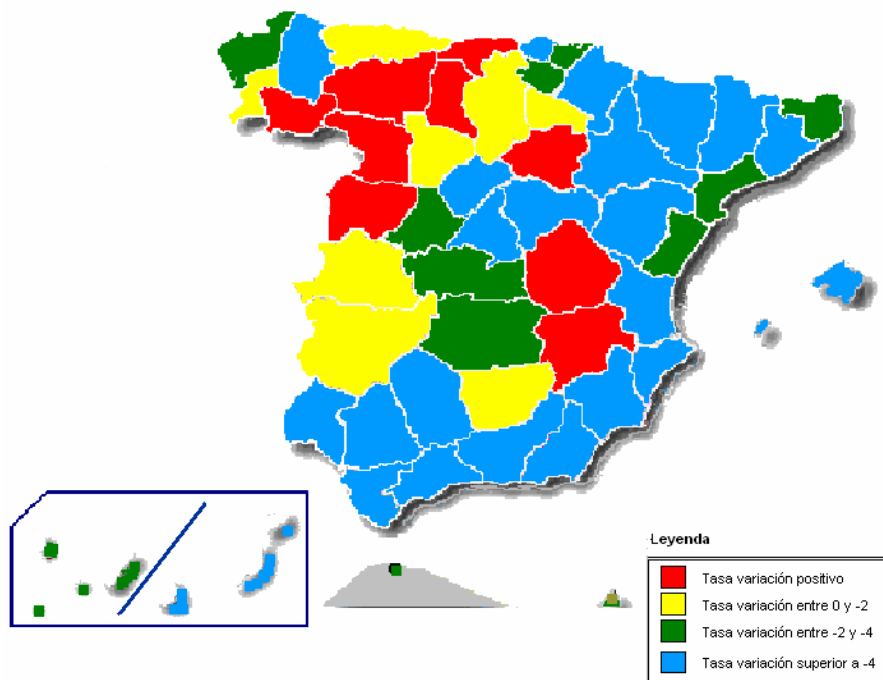 Leyenda
Tasa variación positivo
Tasa variación entre 0 y -2
Tasa variación entre -2 y -4
Tasa variación superior a -4